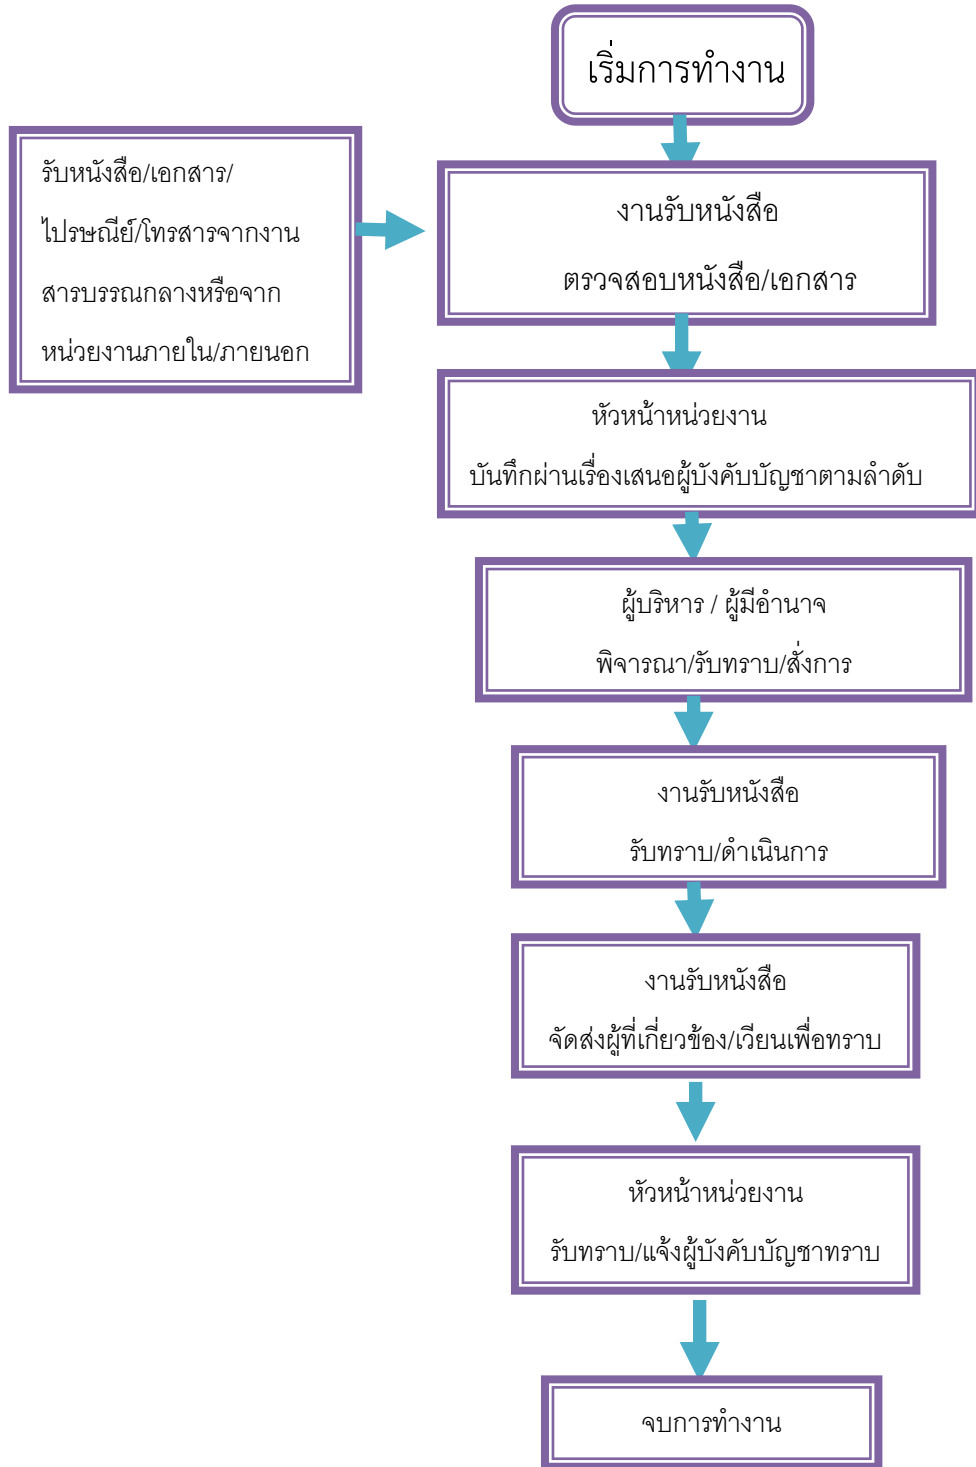 เริ่มการทำงาน
รับหนังสือ/เอกสาร/
ไปรษณีย์/โทรสารจากงาน
สารบรรณกลางหรือจาก
หน่วยงานภายใน/ภายนอก
งานรับหนังสือ
ตรวจสอบหนังสือ/เอกสาร
หัวหน้าหน่วยงาน
บันทึกผ่านเรื่องเสนอผู้บังคับบัญชาตามลำดับ
ผู้บริหาร / ผู้มีอำนาจ
พิจารณา/รับทราบ/สั่งการ
งานรับหนังสือ
รับทราบ/ดำเนินการ
งานรับหนังสือ
จัดส่งผู้ที่เกี่ยวข้อง/เวียนเพื่อทราบ
หัวหน้าหน่วยงาน
รับทราบ/แจ้งผู้บังคับบัญชาทราบ
จบการทำงาน